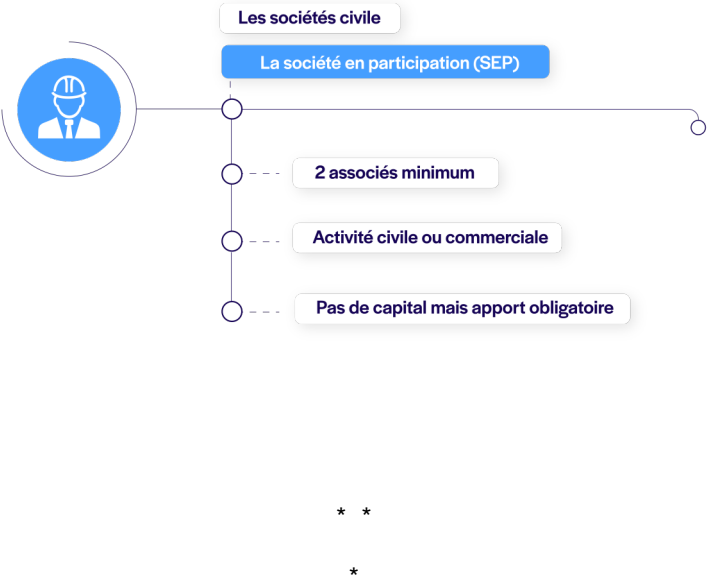 Les sociétés civile
La société en participation (SEP)
2 associés minimum
Activité civile ou commerciale
Pas de capital mais apport obligatoire
* *
*